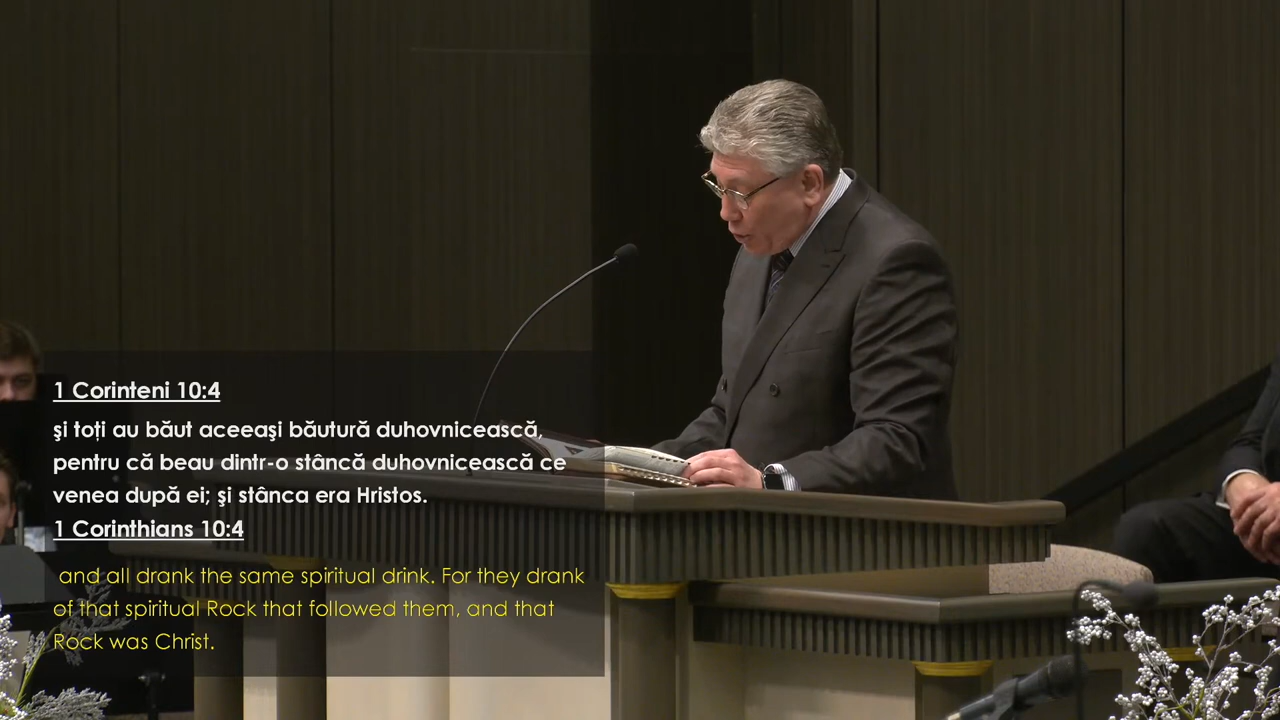 1 Corinteni 10:4
şi toți au băut aceeaşi băutură duhovnicească,
pentru că beau dintr-o stâncă duhovnicească ce
venea după ei; şi stânca era Hristos.
1 Corinthians 10:4
and all drank the same spiritual drink. For they drank
of that spiritual Rock that followed them, and that
Rock was Christ.